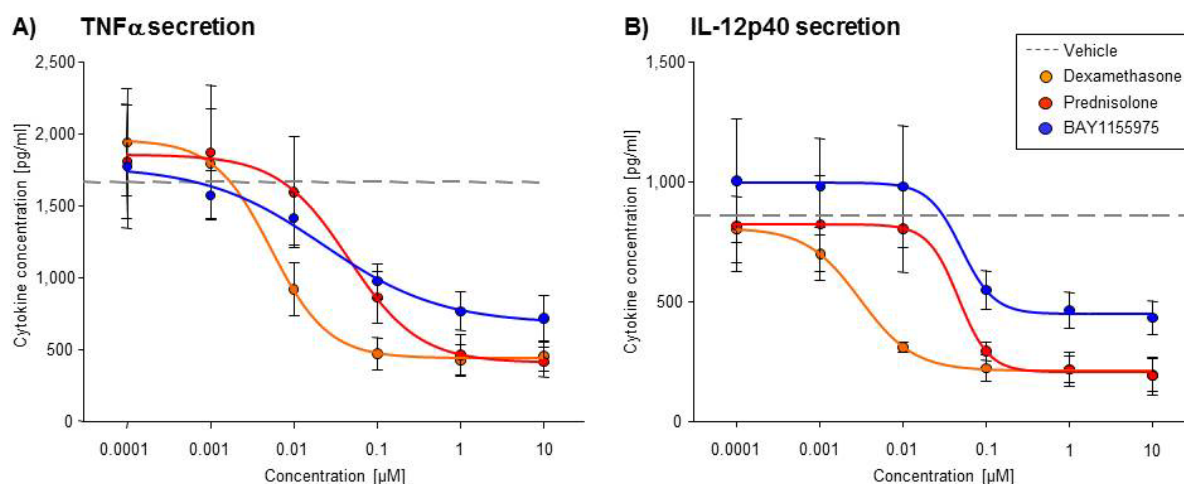 A) TNFα secretion
Cytokine concentration [pg/ml]
2,500
2,000
1,500
1,000
500
0
0.0001 0.001 0.01 0.1 1 10
Concentration [µM]
B) IL-12p40 secretion
Cytokine concentration [pg/ml]
1,500
1,000
500
0
0.0001 0.001 0.01 0.1 1 10
Concentration [µM]
Vehicle
Dexamethasone
Prednisolone
BAY1155975